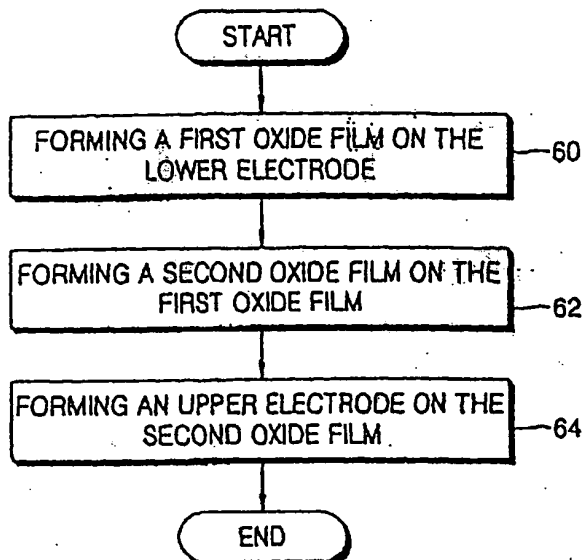 START
FORMING A FIRST OXIDE FILM ON THE
LOWER ELECTRODE
60
FORMING A SECOND OXIDE FILM ON THE
FIRST OXIDE FILM
62
FORMING AN UPPER ELECTRODE ON THE
SECOND OXIDE FILM
64
END